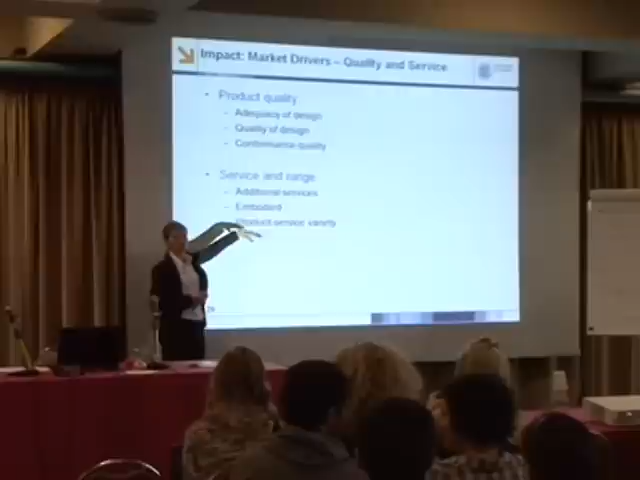 Impact: Market Drivers – Quality and Service
• Product quality
– Adequacy of design
– Quality of design
– Conformance quality
• Service and range
– Additional services
– Embodied
Product service variety